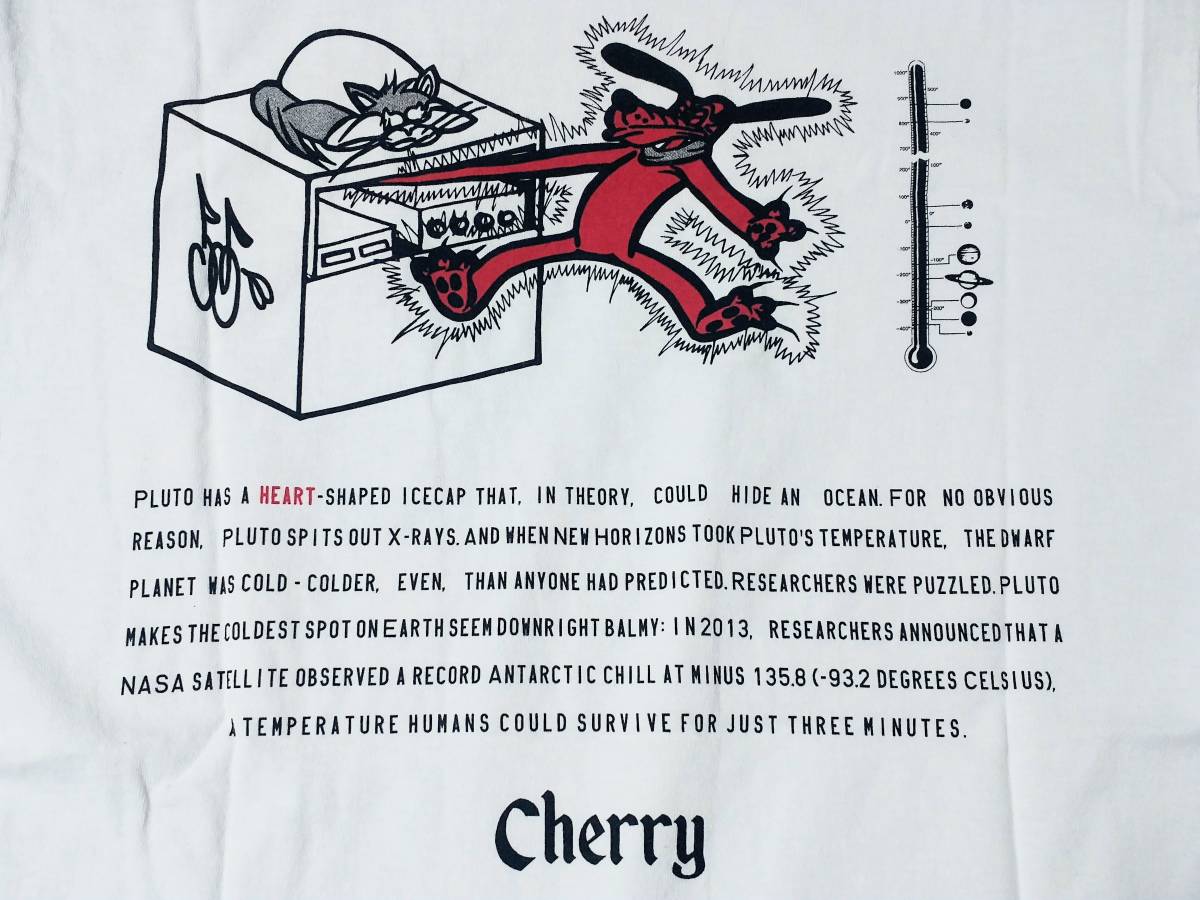 PLUTO HAS A HEART-SHAPED ICECAP THAT, IN THEORY, COULD HIDE AN OCEAN. FOR NO OBVIOUS
REASON, PLUTO SPITS OUT X-RAYS. AND WHEN NEW HORIZONS TOOK PLUTO'S TEMPERATURE, THE DWARF
PLANET WAS COLD - COLDER, EVEN, THAN ANYONE HAD PREDICTED. RESEARCHERS WERE PUZZLED. PLUTO
MAKES THE COLDEST SPOT ON EARTH SEEM DOWNRIGHT BALMY: IN 2013, RESEARCHERS ANNOUNCED THAT A
NASA SATELLITE OBSERVED A RECORD ANTARCTIC CHILL AT MINUS 135.8 (-93.2 DEGREES CELSIUS),
A TEMPERATURE HUMANS COULD SURVIVE FOR JUST THREE MINUTES.
Cherry